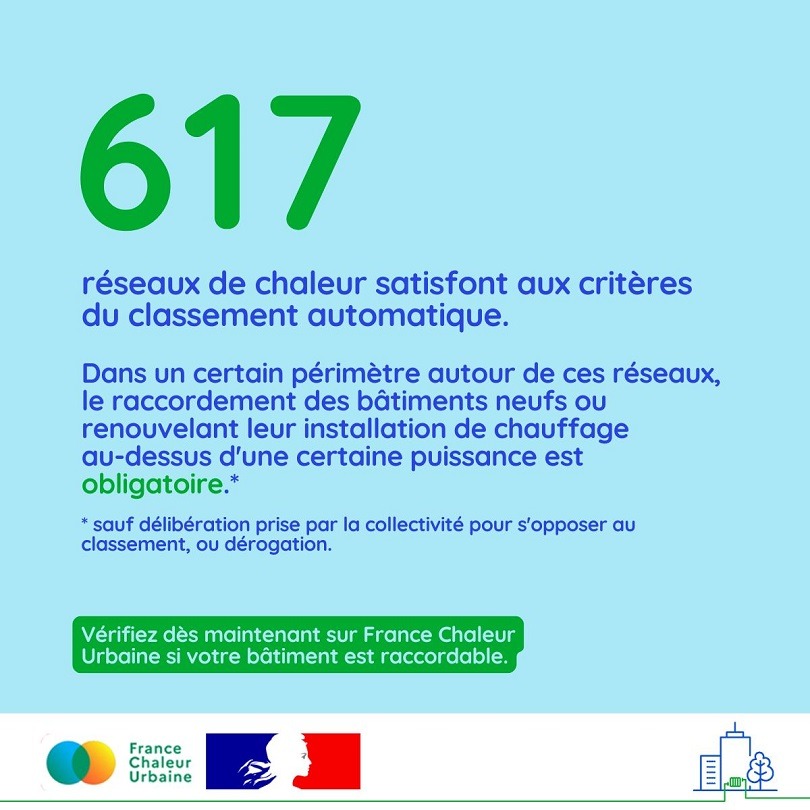 617
réseaux de chaleur satisfont aux critères
du classement automatique.
Dans un certain périmètre autour de ces réseaux,
le raccordement des bâtiments neufs ou
renouvelant leur installation de chauffage
au-dessus d'une certaine puissance est
obligatoire.*
* sauf délibération prise par la collectivité pour s'opposer au
classement, ou dérogation.
Vérifiez dès maintenant sur France Chaleur
Urbaine si votre bâtiment est raccordable.
France
Chaleur
Urbaine